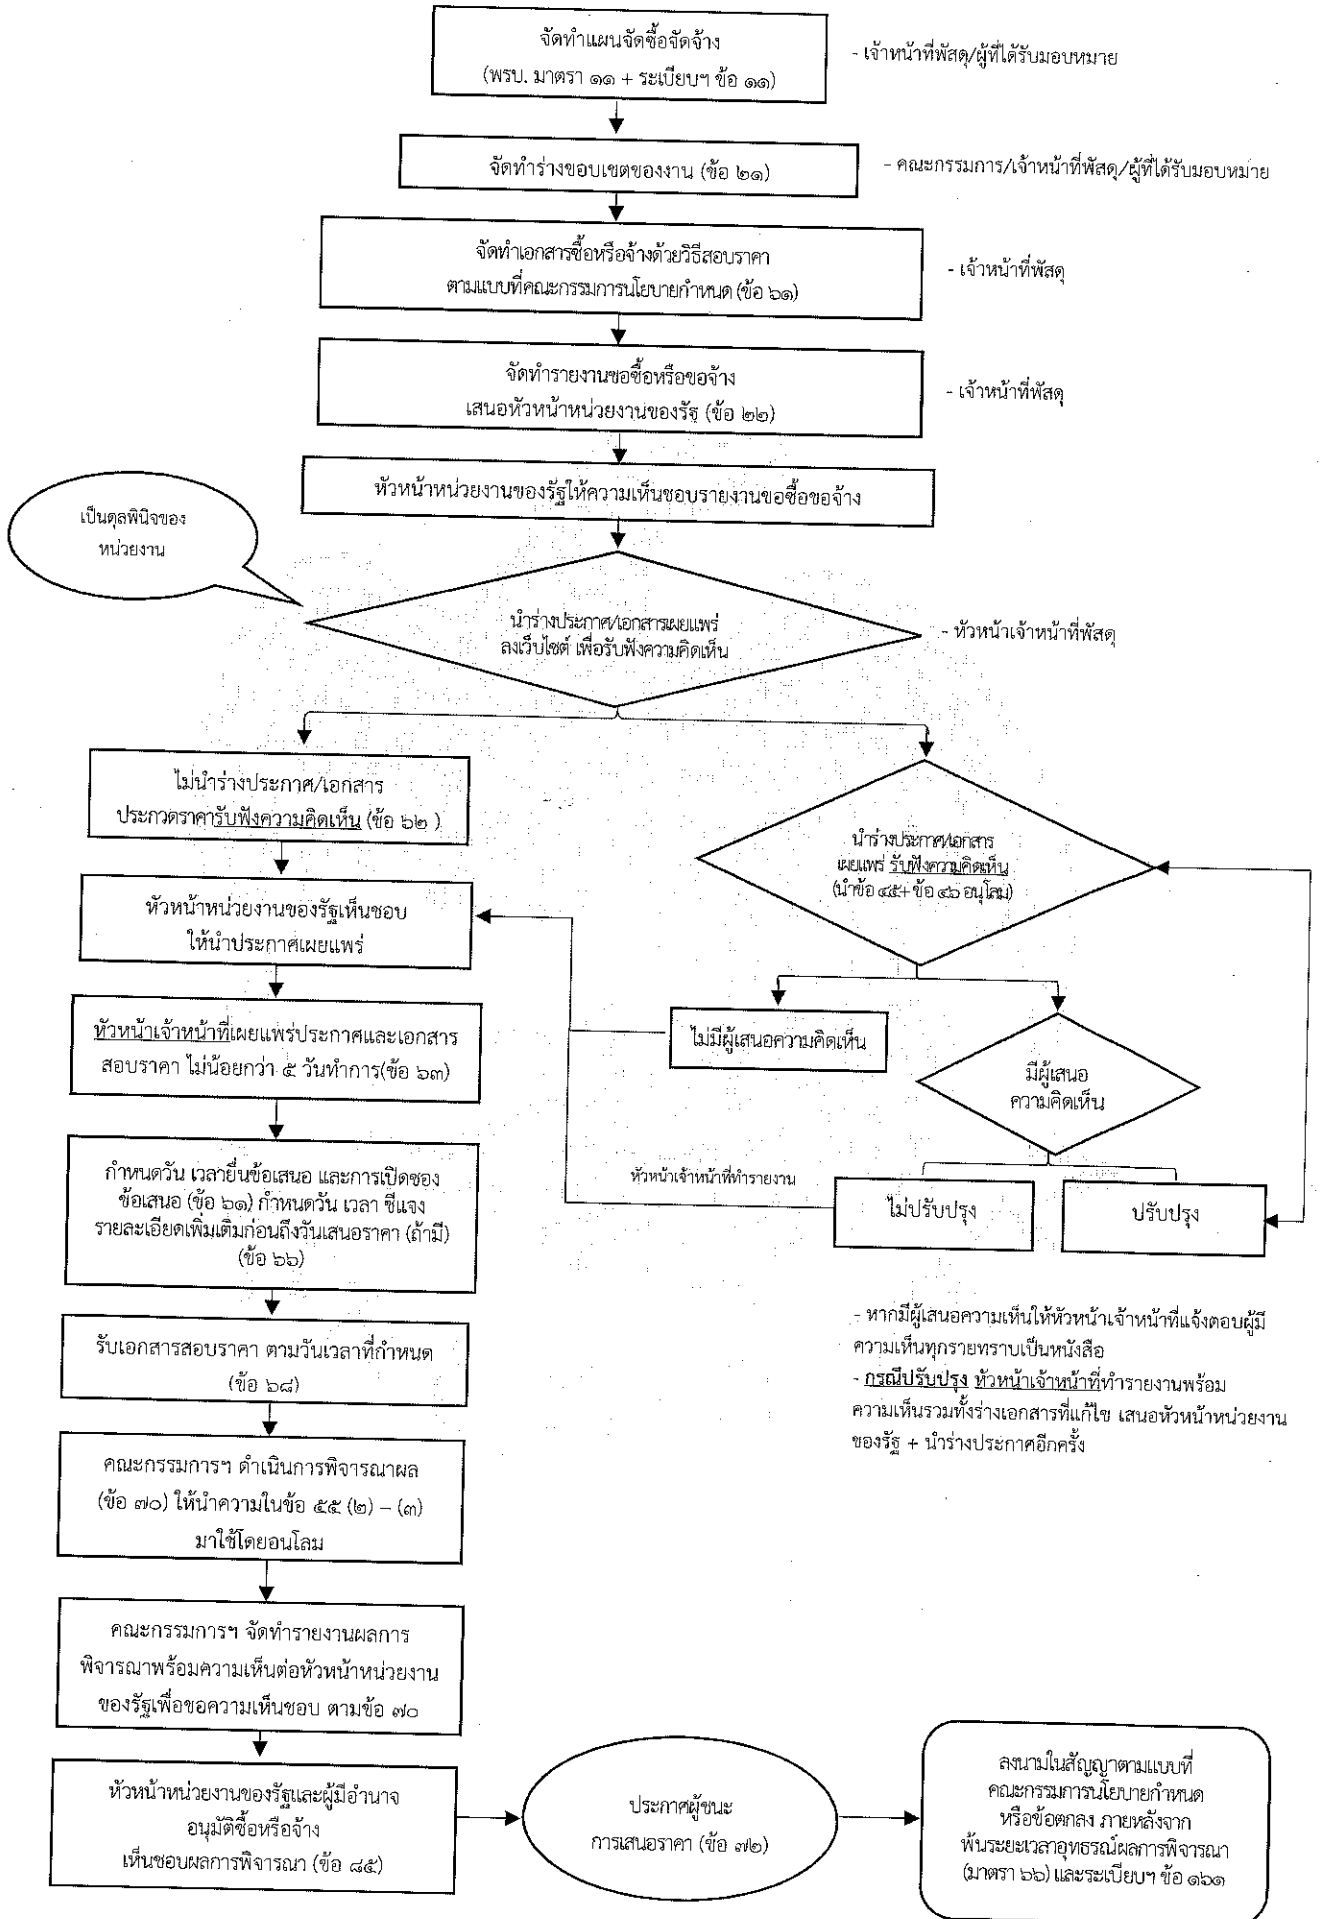 จัดทำแผนจัดซื้อจัดจ้าง
(พรบ. มาตรา ๑๑ + ระเบียบฯ ข้อ ๑๑)
- เจ้าหน้าที่พัสดุ/ผู้ที่ได้รับมอบหมาย
จัดทำร่างขอบเขตของงาน (ข้อ ๒๑)
- คณะกรรมการ/เจ้าหน้าที่พัสดุ/ผู้ที่ได้รับมอบหม่าย
จัดทำเอกสารซื้อหรือจ้างด้วยวิธีสอบราคา
ตามแบบที่คณะกรรมการนโยบายกำหนด (ข้อ ๖๑)
- เจ้าหน้าที่พัสดุ
จัดทำรายงานขอซื้อหรือขอจ้าง
เสนอหัวหน้าหน่วยงานของรัฐ (ข้อ ๒๒)
- เจ้าหน้าที่พัสดุ
หัวหน้าหน่วยงานของรัฐให้ความเห็นชอบรายงานขอซื้อขอจ้าง
เป็นดุลพินิจของ
หน่วยงาน
นำร่างประกาศ/เอกสารเผยแพร่
ลงเว็บไซต์ เพื่อรับฟังความคิดเห็น
- หัวหน้าเจ้าหน้าที่พัสดุ
ไม่นำร่างประกาศ/เอกสาร
ประกวดราคารับฟังความคิดเห็น (ข้อ ๖๒ )
นำร่างประกาศ/เอกสาร
เผยแพร่ รับฟังความคิดเห็น
(นำข้อ ๔๕+ ข้อ ๔๖ อนุโลม)
หัวหน้าหน่วยงานของรัฐเห็นชอบ
ให้นำประกาศเผยแพร่
หัวหน้าเจ้าหน้าที่เผยแพร่ประกาศและเอกสาร
สอบราคา ไม่น้อยกว่า ๕ วันทำการ(ข้อ ๖๓)
ไม่มีผู้เสนอความคิดเห็น
มีผู้เสนอ
ความคิดเห็น
กำหนดวัน เวลายื่นข้อเสนอ และการเปิดซอง
ข้อเสนอ (ข้อ ๖๑) กำหนดวัน เวลา ชี้แจง
รายละเอียดเพิ่มเติมก่อนถึงวันเสนอราคา (ถ้ามี)
(ข้อ ๖๖)
หัวหน้าเจ้าหน้าที่ทำรายงาน
ไม่ปรับปรุง
ปรับปรุง
รับเอกสารสอบราคา ตามวันเวลาที่กำหนด
(ข้อ ๖๘)
- หากมีผู้เสนอความเห็นให้หัวหน้าเจ้าหน้าที่แจ้งตอบผู้มี
ความเห็นทุกรายทราบเป็นหนังสือ
- กรณีปรับปรุง หัวหน้าเจ้าหน้าที่ทำรายงานพร้อม
ความเห็นรวมทั้งร่างเอกสารที่แก้ไข เสนอหัวหน้าหน่วยงาน
ของรัฐ + นำร่างประกาศอีกครั้ง
คณะกรรมการฯ ดำเนินการพิจารณาผล
(ข้อ ๗๐) ให้นำความในข้อ ๕๕ (๒) – (๓)
มาใช้โดยอนุโลม
คณะกรรมการฯ จัดทำรายงานผลการ
พิจารณาพร้อมความเห็นต่อหัวหน้าหน่วยงาน
ของรัฐเพื่อขอความเห็นชอบ ตามข้อ ๗๐
หัวหน้าหน่วยงานของรัฐและผู้มีอำนาจ
อนุมัติซื้อหรือจ้าง
เห็นชอบผลการพิจารณา (ข้อ ๘๕)
ประกาศผู้ชนะ
การเสนอราคา (ข้อ ๗๒)
ลงนามในสัญญาตามแบบที่
คณะกรรมการนโยบายกำหนด
หรือข้อตกลง ภายหลังจาก
พ้นระยะเวลาอุทธรณ์ผลการพิจารณา
(มาตรา ๖๖) และระเบียบฯ ข้อ ๑๖๑